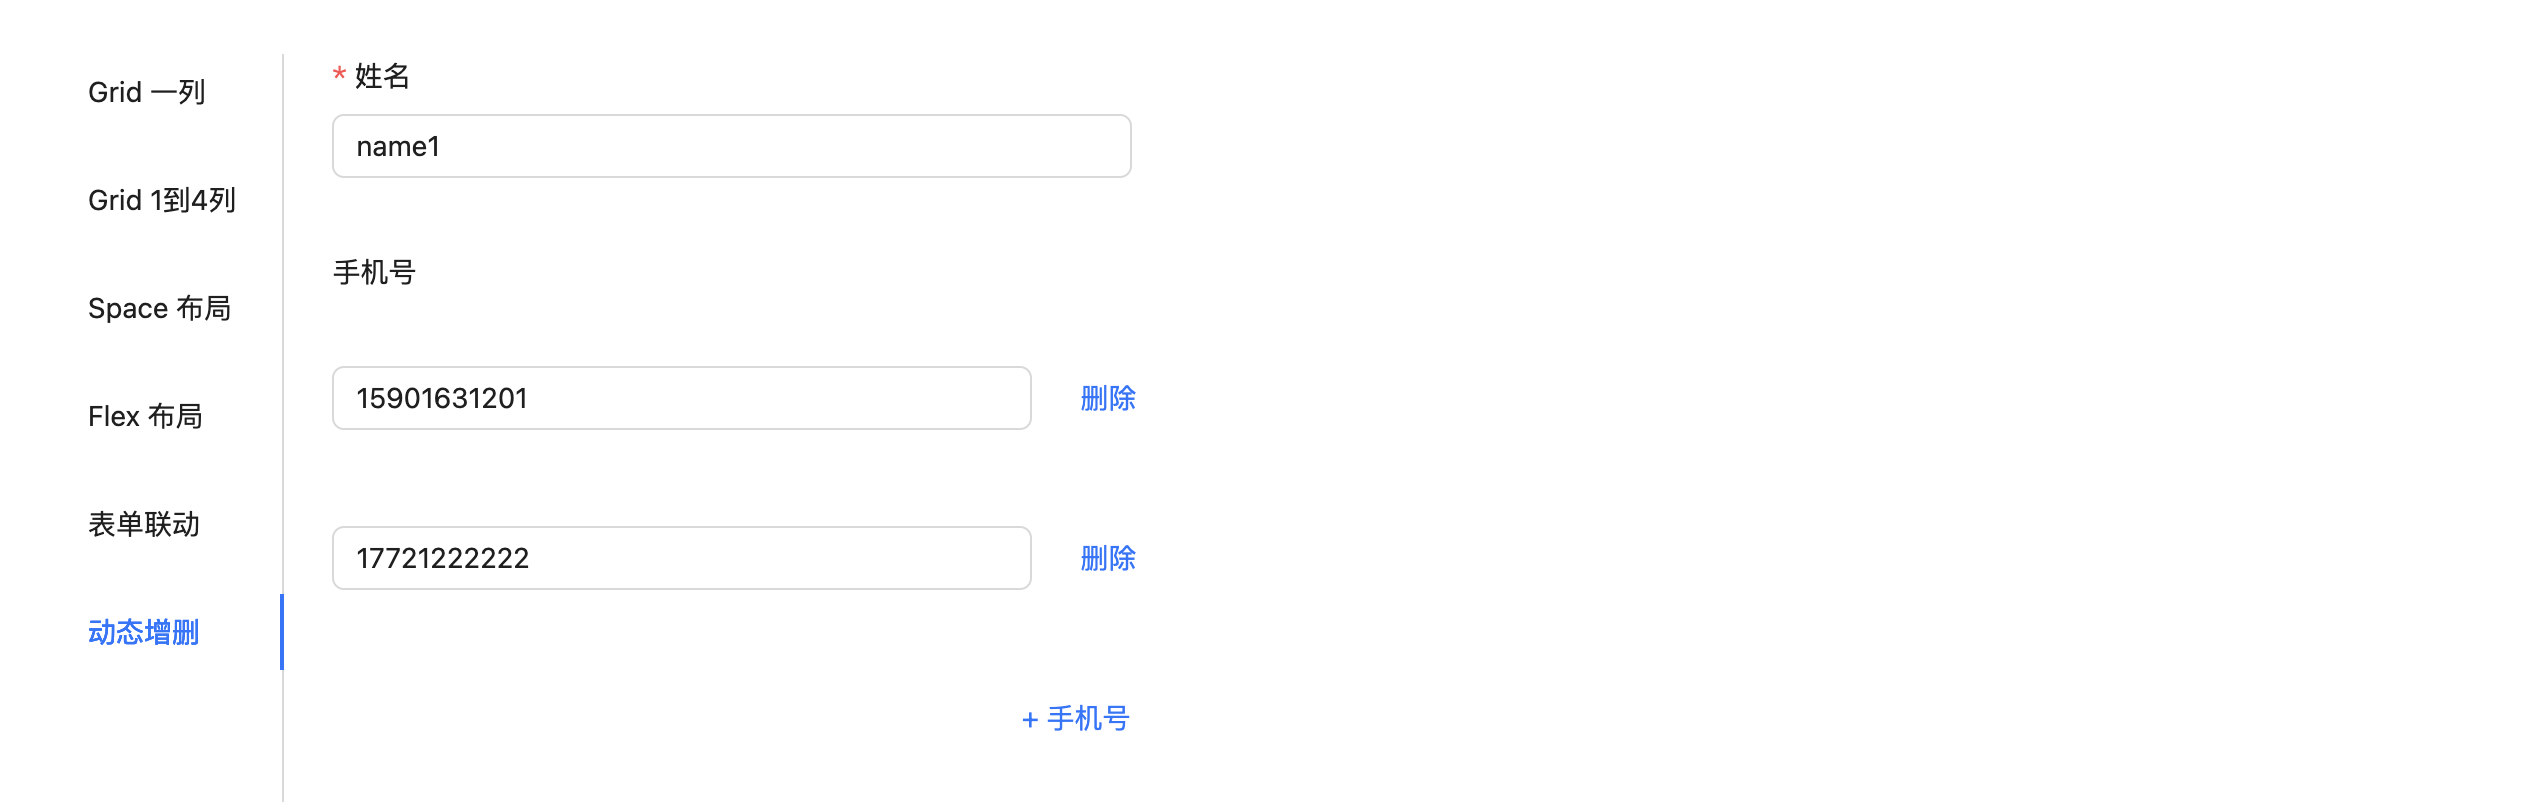 Grid 一列
Grid 1到4列
Space 布局
Flex 布局
表单联动
动态增删
* 姓名
name1
手机号
15901631201 删除
17721222222 删除
+ 手机号